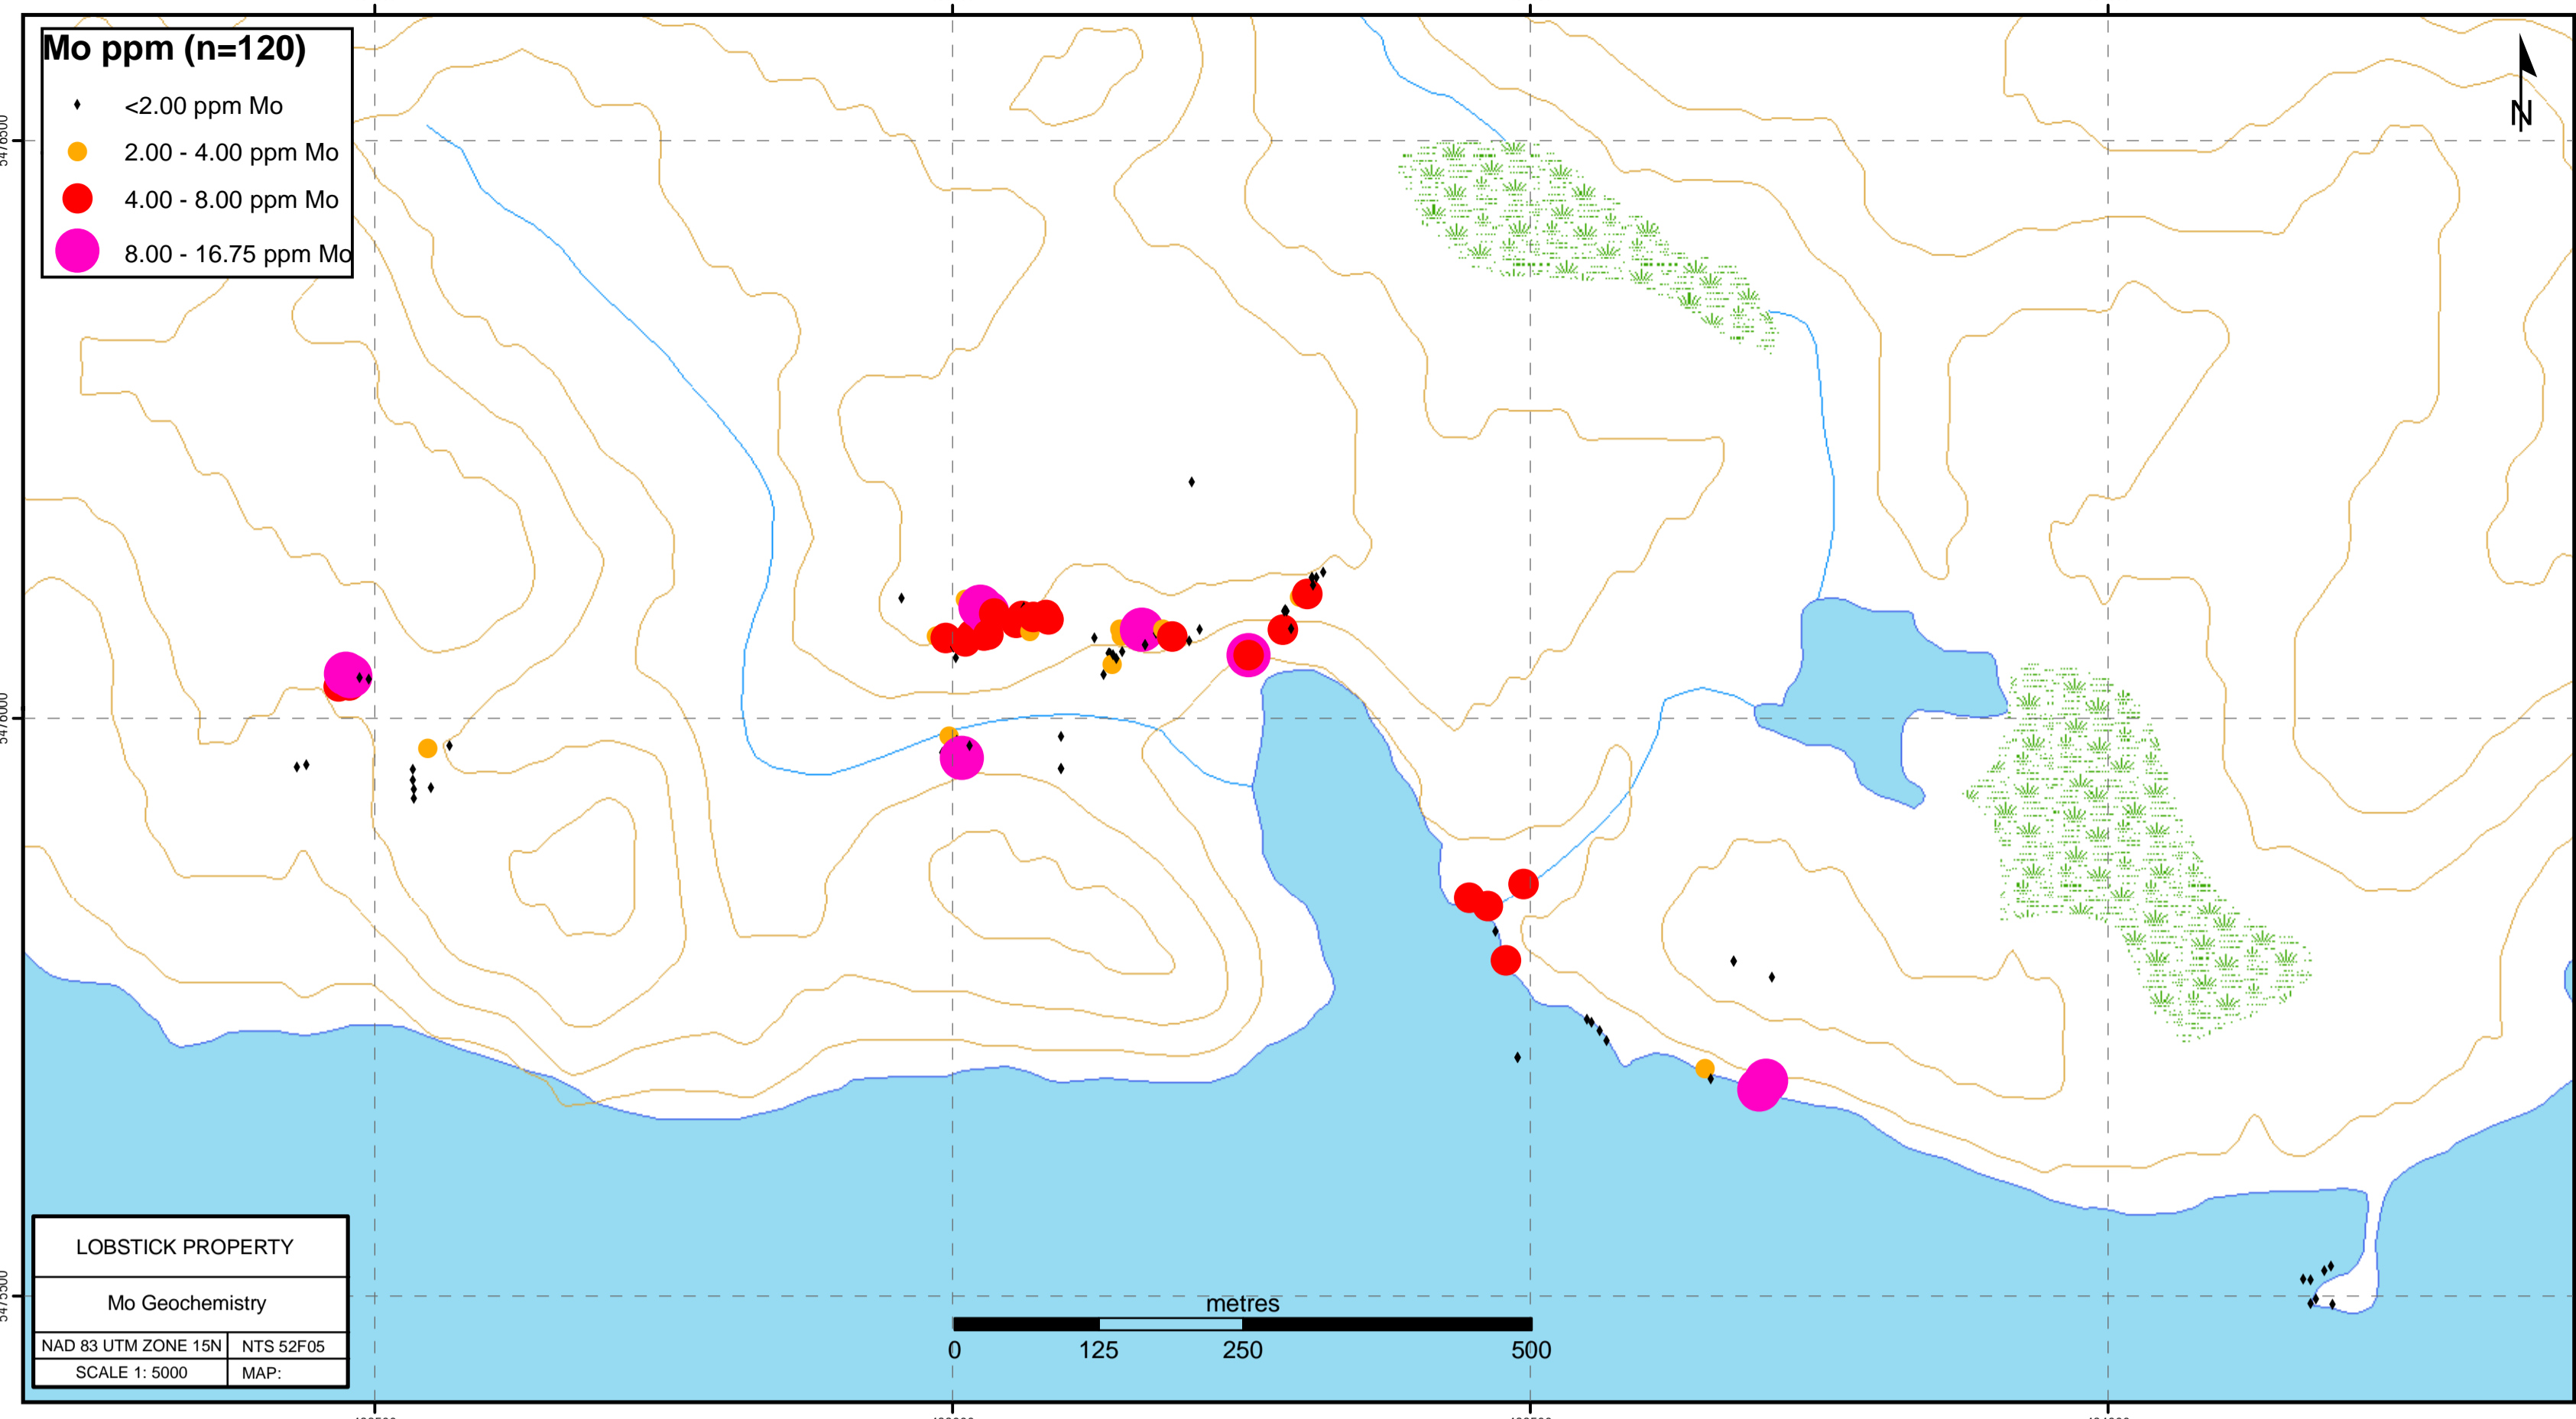 Mo ppm (n=120)
<2.00 ppm Mo
2.00 - 4.00 ppm Mo
4.00 - 8.00 ppm Mo
8.00 - 16.75 ppm Mo
N
LOBSTICK PROPERTY
Mo Geochemistry
NAD 83 UTM ZONE 15N NTS 52F05
SCALE 1: 5000 MAP:
metres
0 125 250 500